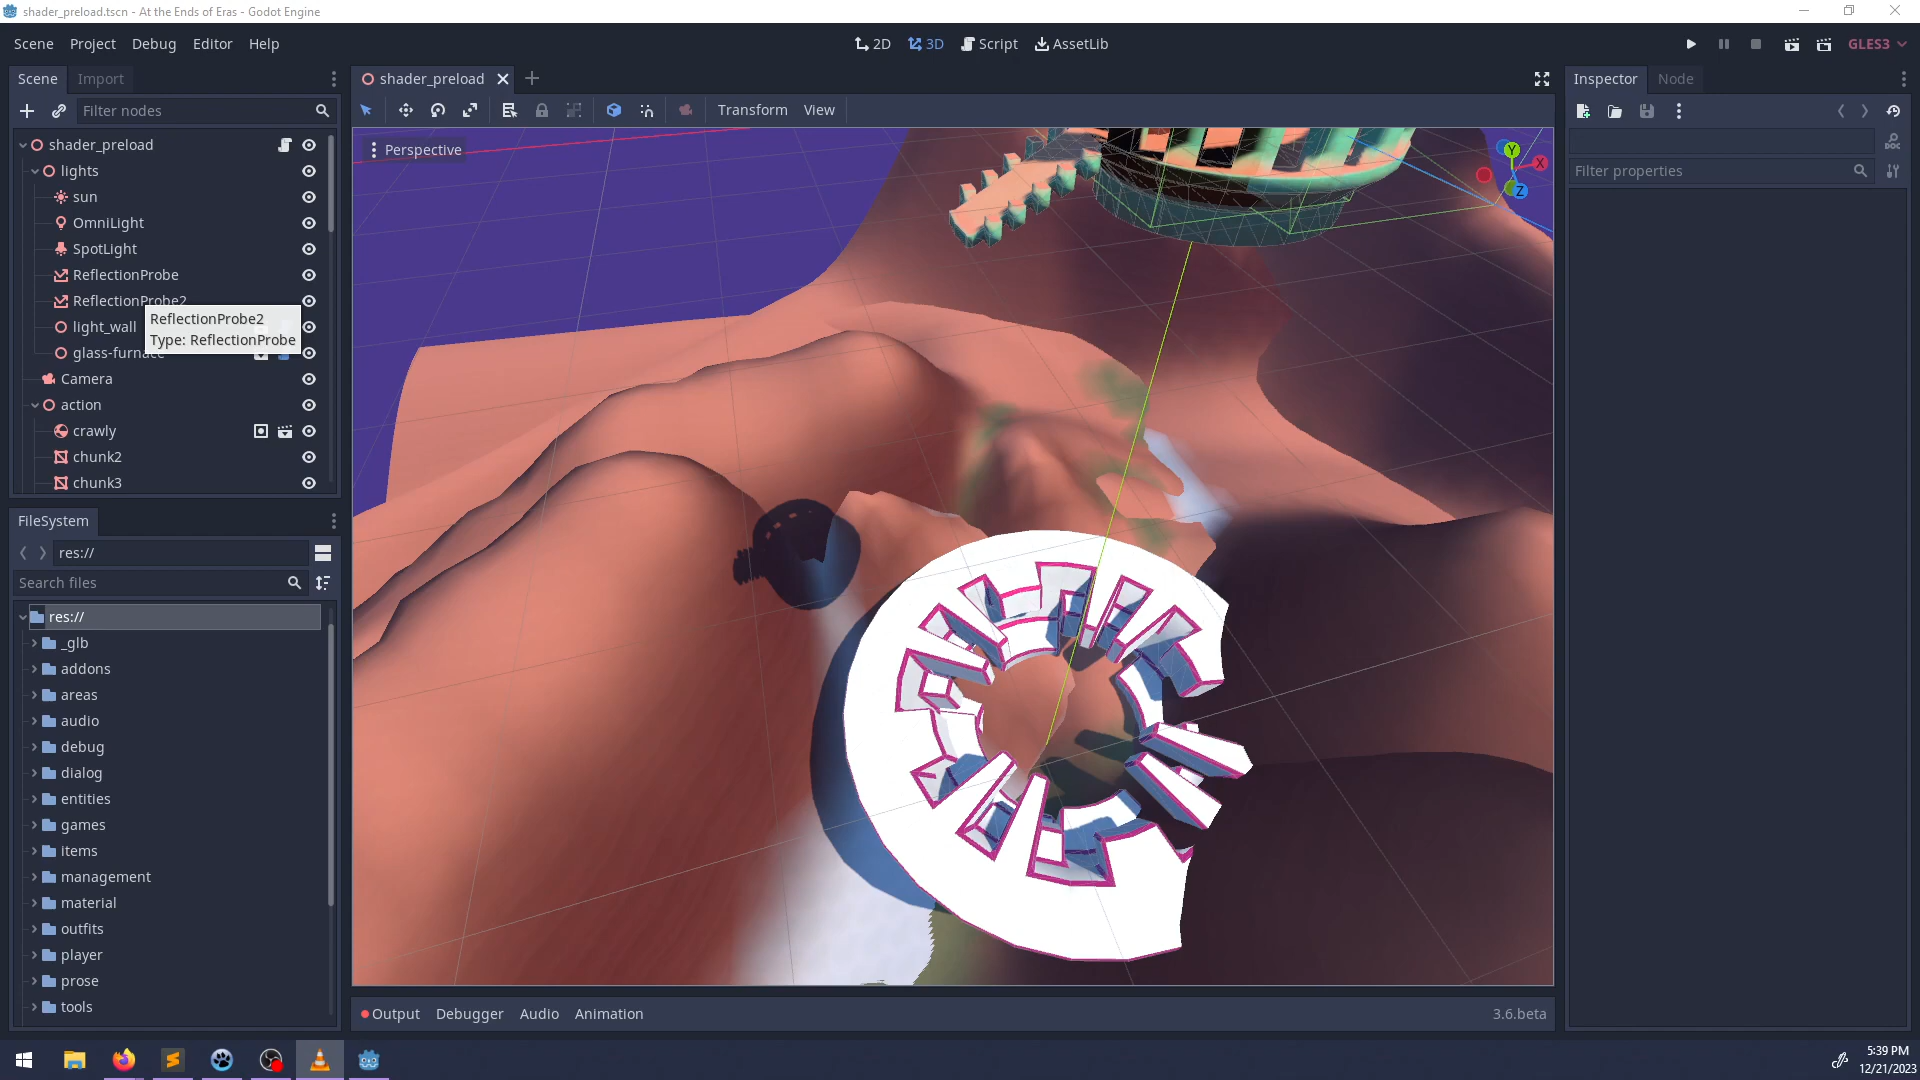 shader_preload.tscn - At the Ends of Eras - Godot Engine
Scene Project Debug Editor Help
2D 3D Script AssetLib
GLES3
Scene Import
shader_preload
Inspector Node
Filter nodes
Transform View
shader_preload
lights
sun
OmniLight
SpotLight
ReflectionProbe
ReflectionProbe2
light_wall
ReflectionProbe2
Type: ReflectionProbe
glass-furnace
Camera
action
crawly
chunk2
chunk3
Perspective
Y
X
Z
DOC
Filter properties
FileSystem
res://
Search files
res://
_glb
addons
areas
audio
debug
dialog
entities
games
items
management
material
outfits
player
prose
tools
Output Debugger Audio Animation
3.6.beta
5:39 PM
12/21/2023